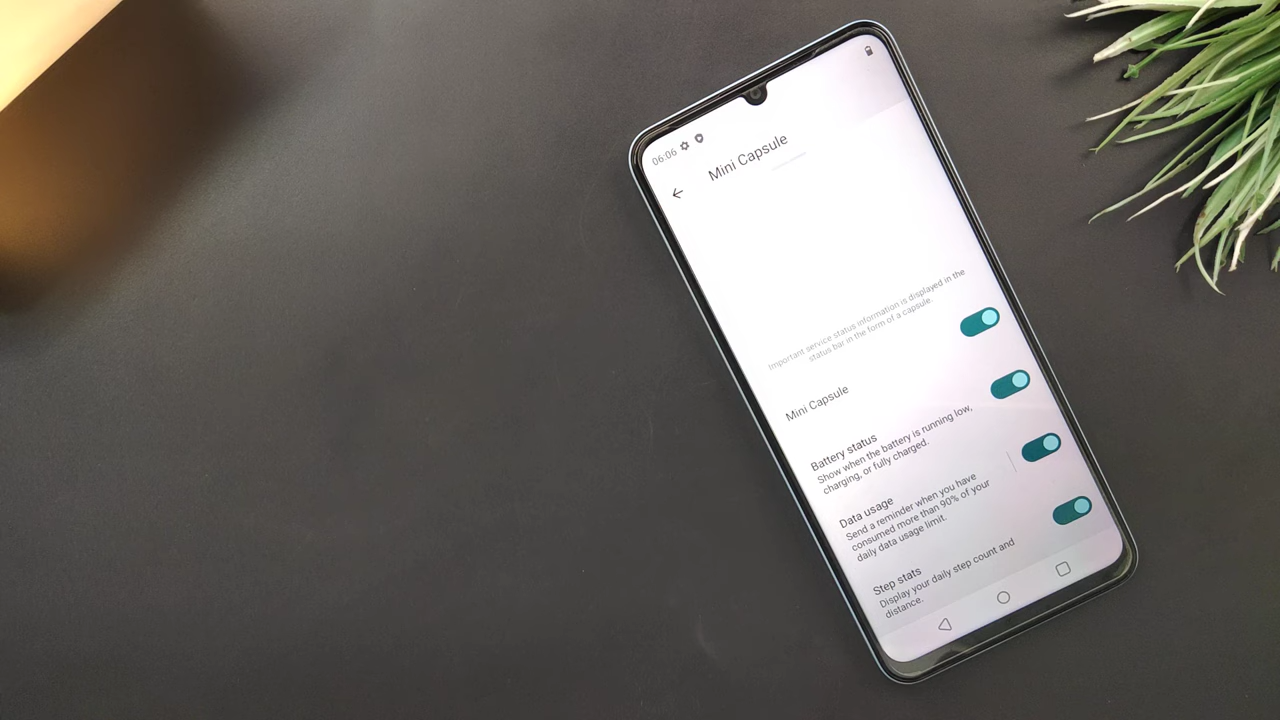 06:06
Mini Capsule
Important service status information is displayed in the
status bar in the form of a capsule.
Mini Capsule
Battery status
Show when the battery is running low,
charging, or fully charged.
Data usage
Send a reminder when you have
consumed more than 90% of your
daily data usage limit.
Step stats
Display your daily step count and
distance.